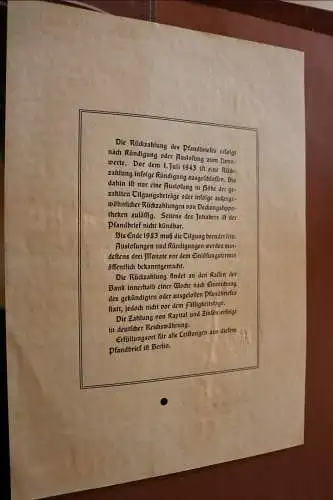 Die Rückzahlung des Pfandbriefes erfolgt
nach Kündigung oder Auslosung zum Nenn-
werte. Vor dem 1. Juli 1943 ist eine Rück-
zahlung infolge Kündigung ausgeschlossen. Bis
dahin ist nur eine Auslosung in Höhe der ge-
zahlten Tilgungsbeträge oder infolge außerge-
wöhnlicher Rückzahlungen von Deckungshypo-
theken zulässig. Seitens des Inhabers ist der
Pfandbrief nicht kündbar.
Bis Ende 1983 muß die Tilgung beendet sein.
Auslosungen und Kündigungen werden min-
destens drei Monate vor dem Einlösungstermin
öffentlich bekanntgemacht.
Die Rückzahlung findet an den Kassen der
Bank innerhalb einer Woche nach Einreichung
des gekündigten oder ausgelosten Pfandbriefes
statt, jedoch nicht vor dem Fälligkeitstage.
Die Zahlung von Kapital und Zinsen erfolgt
in deutscher Reichswährung.
Erfüllungsort für alle Leistungen aus diesem
Pfandbrief ist Berlin.